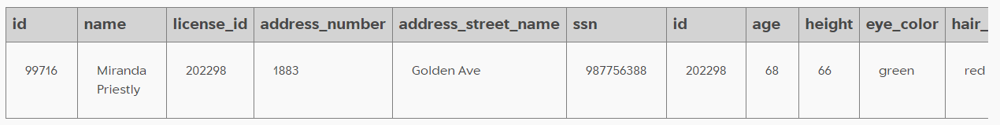 id name license_id address_number address_street_name ssn id age height eye_color hair_
99716 Miranda Priestly 202298 1883 Golden Ave 987756388 202298 68 66 green red